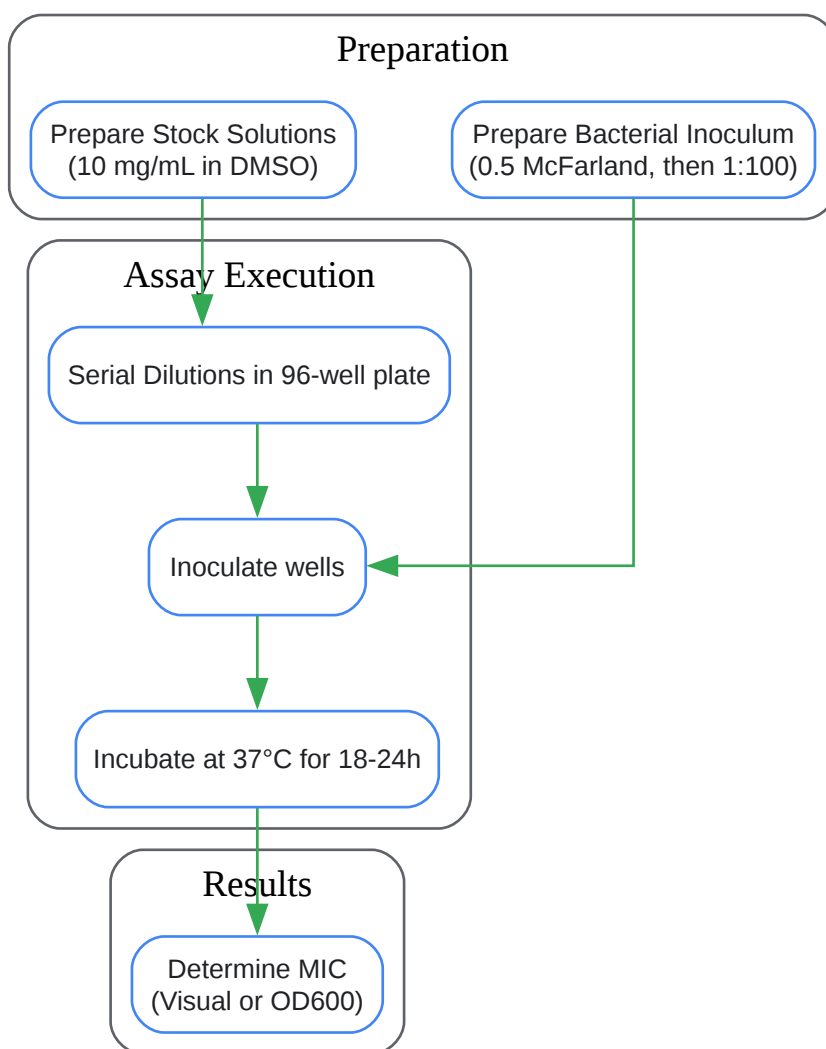 Preparation
Prepare Stock Solutions
(10 mg/mL in DMSO)
Prepare Bacterial Inoculum
(0.5 McFarland, then 1:100)
Assay Execution
Serial Dilutions in 96-well plate
Inoculate wells
Incubate at 37°C for 18-24h
Results
Determine MIC
(Visual or OD600)